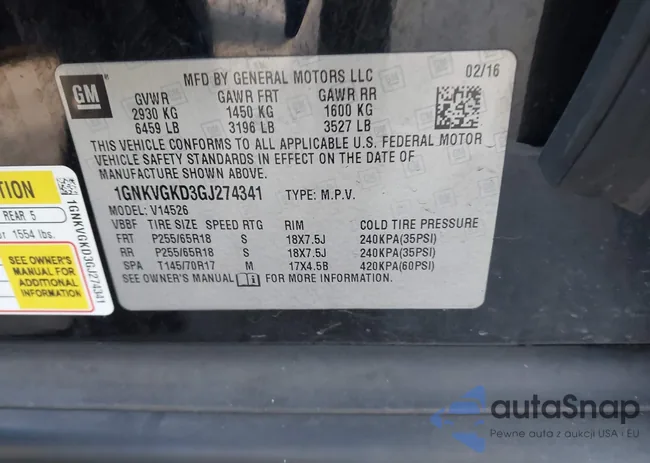 GM
MFD BY GENERAL MOTORS LLC
02/16
GVWR GAWR FRT GAWR RR
2930 KG 1450 KG 1600 KG
6459 LB 3196 LB 3527 LB
THIS VEHICLE CONFORMS TO ALL APPLICABLE U.S. FEDERAL MOTOR
VEHICLE SAFETY STANDARDS IN EFFECT ON THE DATE OF
MANUFACTURE SHOWN ABOVE.
1GNKVGKD3GJ274341 TYPE: M.P.V.
MODEL: V14526
VBBF TIRE SIZE SPEED RTG RIM COLD TIRE PRESSURE
FRT P255/65R18 S 18X7.5J 240KPA(35PSI)
RR P255/65R18 S 18X7.5J 240KPA(35PSI)
SPA T145/70R17 M 17X4.5B 420KPA(60PSI)
SEE OWNER'S MANUAL FOR MORE INFORMATION.
TION
REAR 5
or 1554 lbs.
SEE OWNER'S
MANUAL FOR
ADDITIONAL
INFORMATION
1GNKVGKD3GJ274341
autaSnap
Pewne auta z aukcji USA i EU